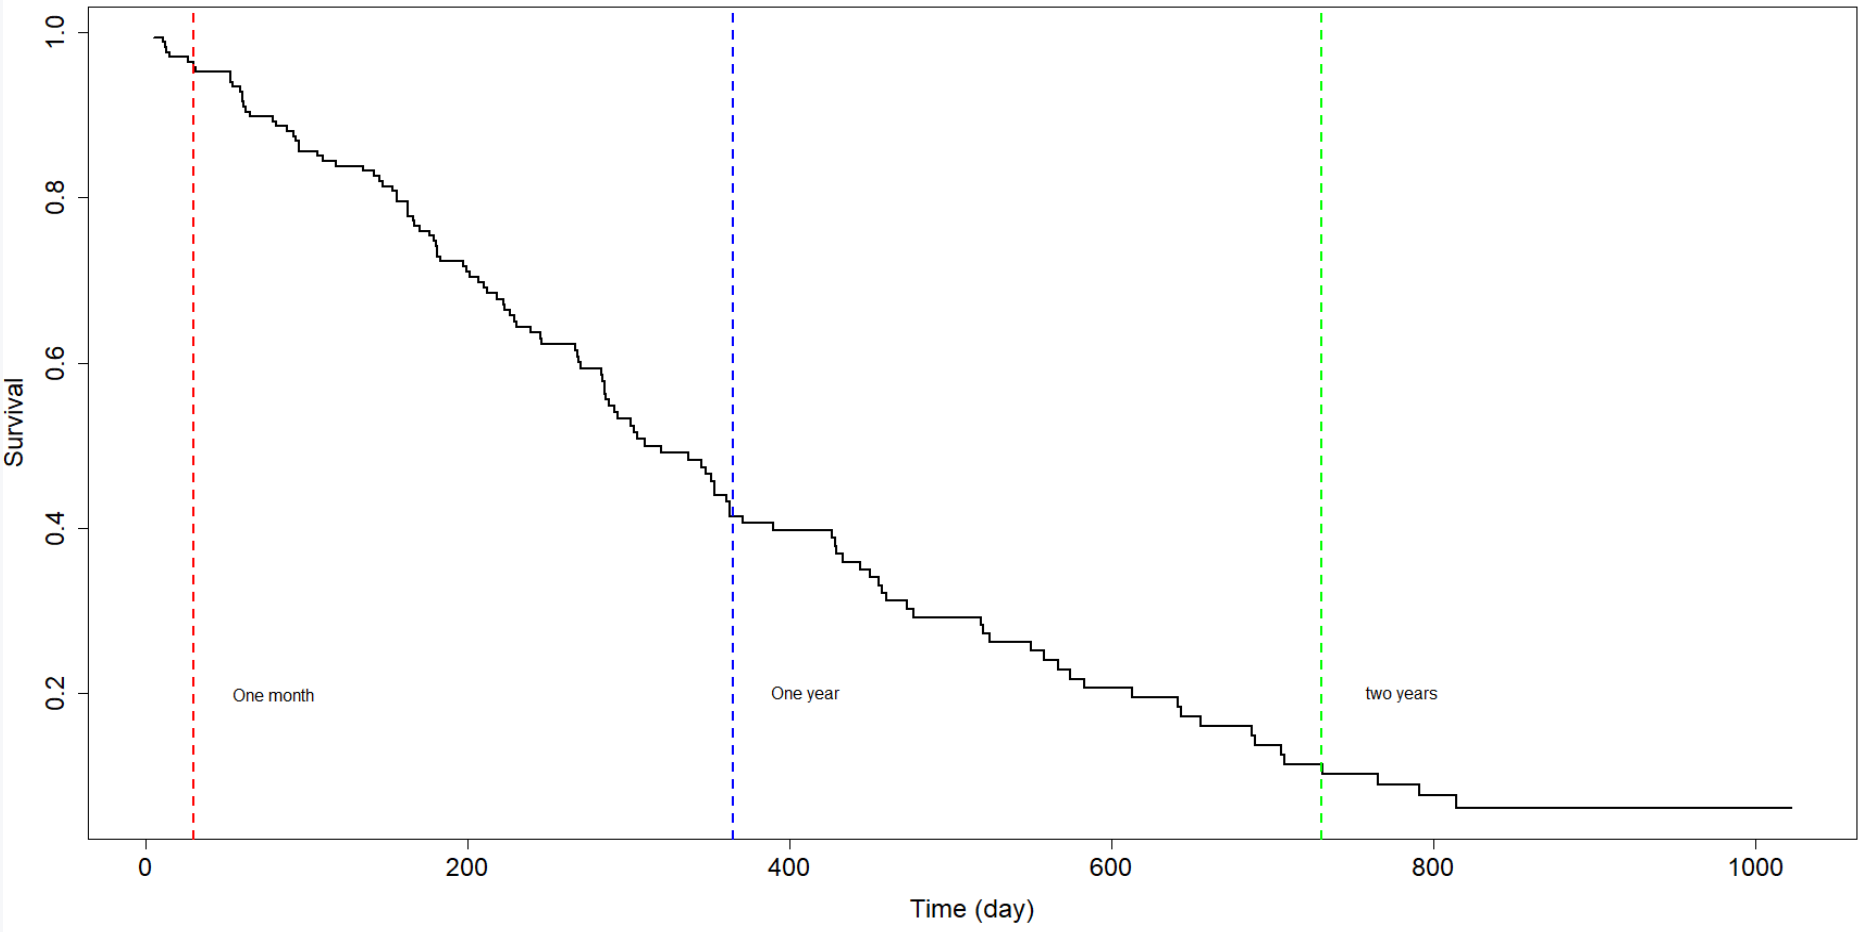 1.0
0.8
0.6
0.4
0.2
Survival
One month
One year
two years
0 200 400 600 800 1000
Time (day)